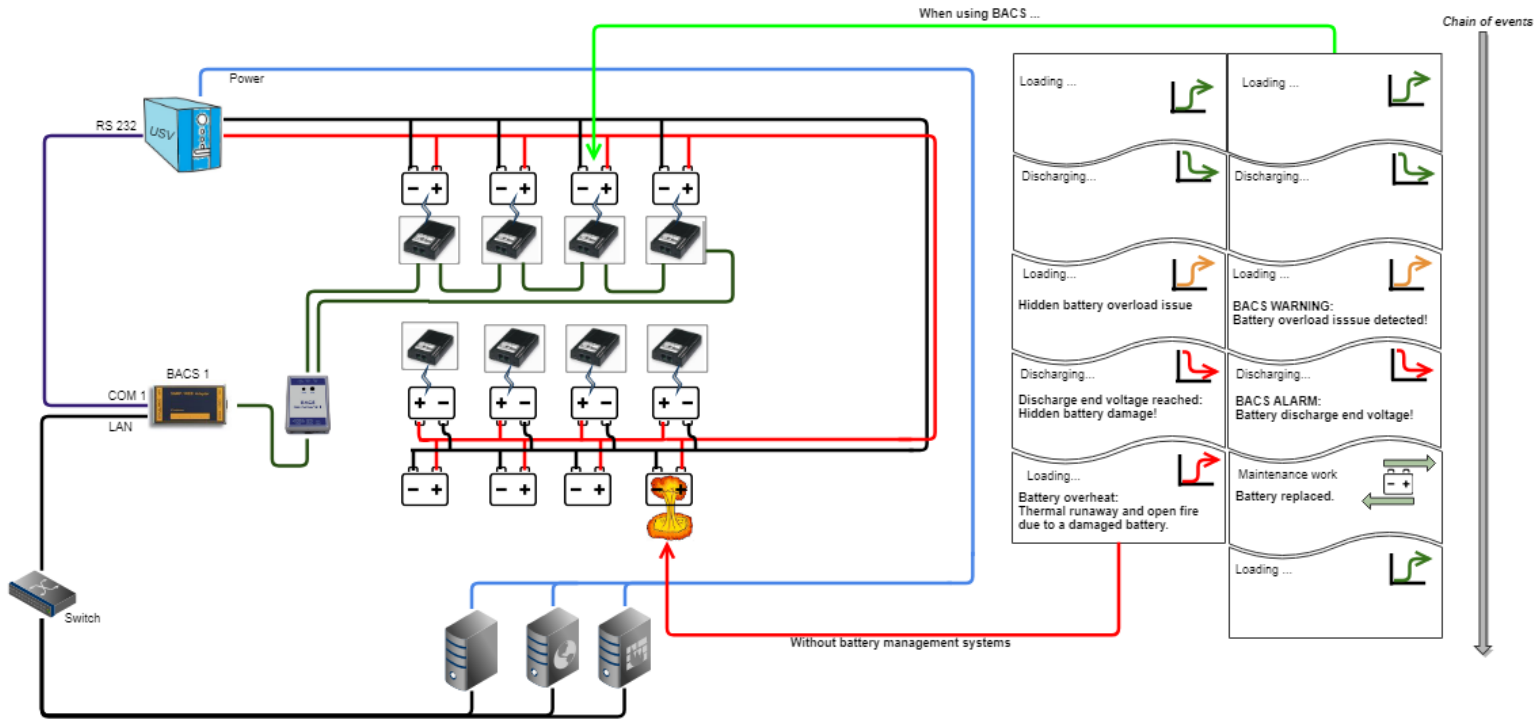 When using BACS ...
Chain of events
Power
USV
RS 232
BACS 1
COM 1
LAN
BACS
Switch
Without battery management systems
Loading ...
Discharging...
Loading...
Hidden battery overload issue
Discharging...
Discharge end voltage reached:
Hidden battery damage!
Loading...
Battery overheat:
Thermal runaway and open fire
due to a damaged battery.
Loading ...
Discharging...
Loading ...
BACS WARNING:
Battery overload isssue detected!
Discharging...
BACS ALARM:
Battery discharge end voltage!
Maintenance work
Battery replaced.
Loading ...